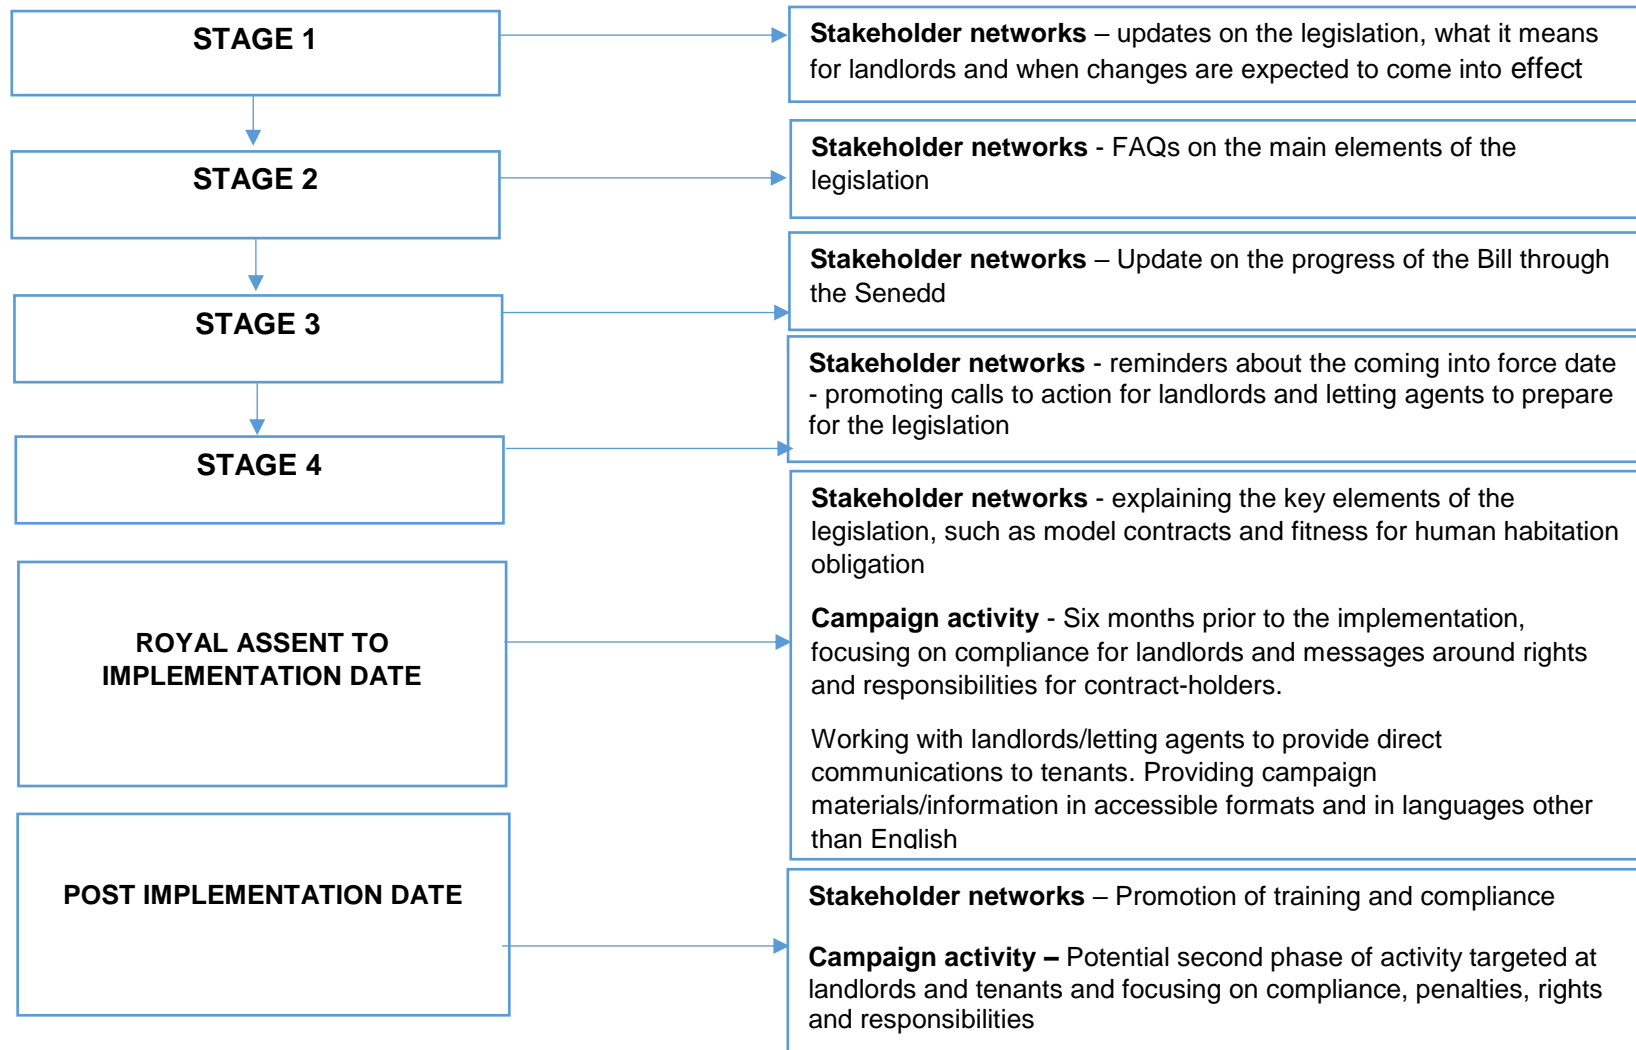 STAGE 1
Stakeholder networks – updates on the legislation, what it means
for landlords and when changes are expected to come into effect
STAGE 2
Stakeholder networks - FAQs on the main elements of the
legislation
STAGE 3
Stakeholder networks – Update on the progress of the Bill through
the Senedd
STAGE 4
Stakeholder networks - reminders about the coming into force date
- promoting calls to action for landlords and letting agents to prepare
for the legislation
ROYAL ASSENT TO
IMPLEMENTATION DATE
Stakeholder networks - explaining the key elements of the
legislation, such as model contracts and fitness for human habitation
obligation
Campaign activity - Six months prior to the implementation,
focusing on compliance for landlords and messages around rights
and responsibilities for contract-holders.
Working with landlords/letting agents to provide direct
communications to tenants. Providing campaign
materials/information in accessible formats and in languages other
than English
POST IMPLEMENTATION DATE
Stakeholder networks – Promotion of training and compliance
Campaign activity – Potential second phase of activity targeted at
landlords and tenants and focusing on compliance, penalties, rights
and responsibilities